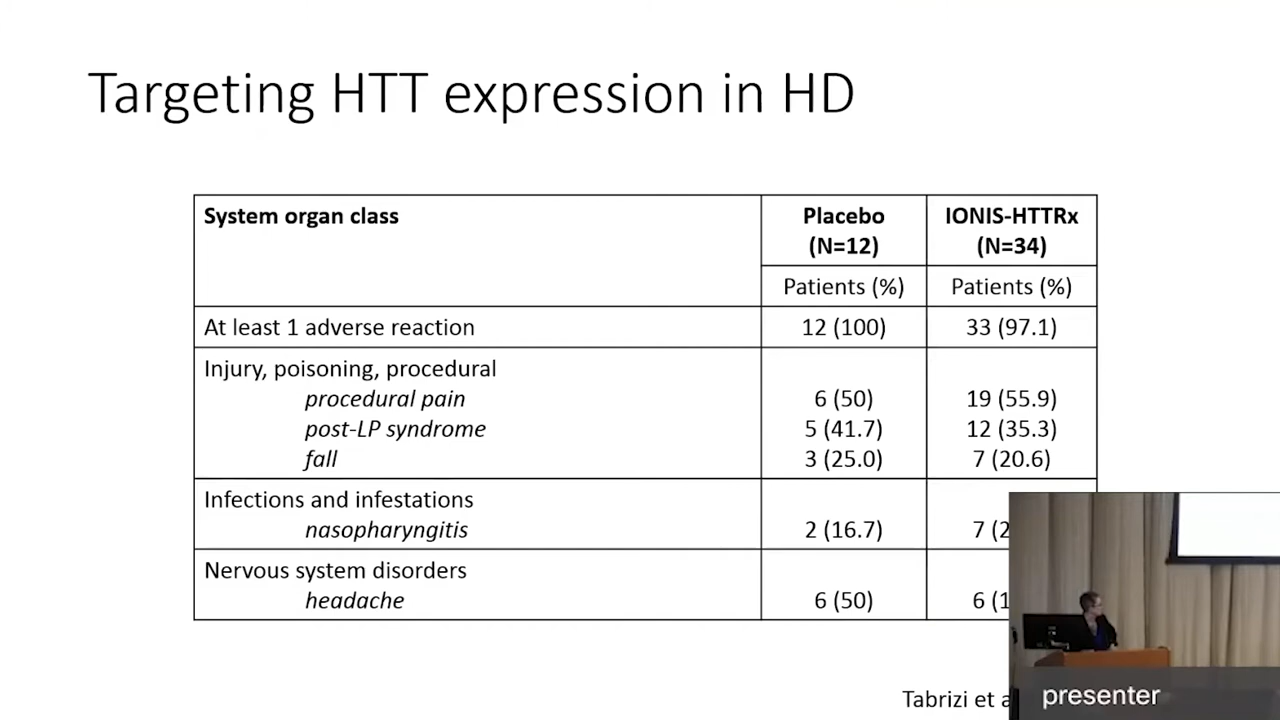 Targeting HTT expression in HD
System organ class
Placebo (N=12)
IONIS-HTTRx (N=34)
Patients (%) Patients (%)
At least 1 adverse reaction 12 (100) 33 (97.1)
Injury, poisoning, procedural
procedural pain 6 (50) 19 (55.9)
post-LP syndrome 5 (41.7) 12 (35.3)
fall 3 (25.0) 7 (20.6)
Infections and infestations
nasopharyngitis 2 (16.7) 7
Nervous system disorders
headache 6 (50) 6
Tabrizi et
presenter